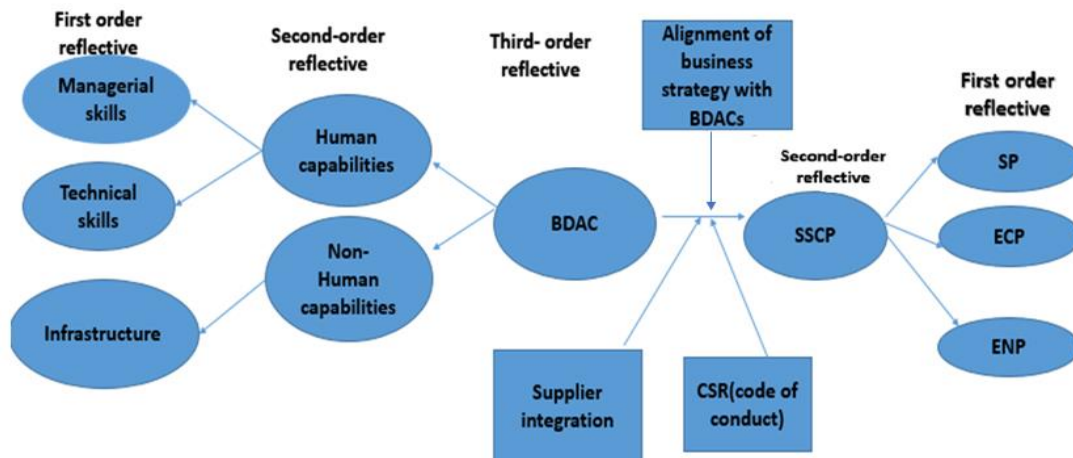 First order
reflective
Managerial
skills
Technical
skills
Infrastructure
Second-order
reflective
Human
capabilities
Non-
Human
capabilities
Third- order
reflective
BDAC
Alignment of
business
strategy with
BDACs
Supplier
integration
CSR(code of
conduct)
Second-order
reflective
SSCP
First order
reflective
SP
ECP
ENP